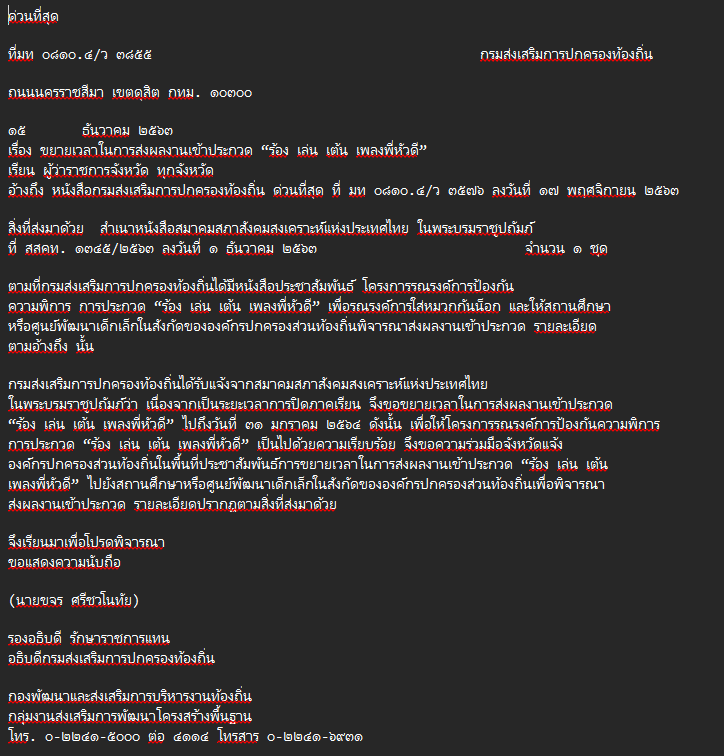 ด่วนที่สุด
ที่มท ๐๘๑๐.๔/ว ๓๘๕๕ กรมส่งเสริมการปกครองท้องถิ่น
ถนนนครราชสีมา เขตดุสิต กทม. ๑๐๓๐๐
๑๕ ธันวาคม ๒๕๖๓
เรื่อง ขยายเวลาในการส่งผลงานเข้าประกวด “ร้อง เล่น เต้น เพลงพี่หัวดี”
เรียน ผู้ว่าราชการจังหวัด ทุกจังหวัด
อ้างถึง หนังสือกรมส่งเสริมการปกครองท้องถิ่น ด่วนที่สุด ที่ มท ๐๘๑๐.๔/ว ๓๕๗๖ ลงวันที่ ๑๗ พฤศจิกายน ๒๕๖๓
สิ่งที่ส่งมาด้วย สำเนาหนังสือสมาคมสภาสังคมสงเคราะห์แห่งประเทศไทย ในพระบรมราชูปถัมภ์
ที่ สสคท. ๑๓๔๕/๒๕๖๓ ลงวันที่ ๑ ธันวาคม ๒๕๖๓ จำนวน ๑ ชุด
ตามที่กรมส่งเสริมการปกครองท้องถิ่นได้มีหนังสือประชาสัมพันธ์ โครงการรณรงค์การป้องกัน
ความพิการ การประกวด “ร้อง เล่น เต้น เพลงพี่หัวดี” เพื่อรณรงค์การใส่หมวกกันน็อก และให้สถานศึกษา
หรือศูนย์พัฒนาเด็กเล็กในสังกัดขององค์กรปกครองส่วนท้องถิ่นพิจารณาส่งผลงานเข้าประกวด รายละเอียด
ตามอ้างถึง นั้น
กรมส่งเสริมการปกครองท้องถิ่นได้รับแจ้งจากสมาคมสภาสังคมสงเคราะห์แห่งประเทศไทย
ในพระบรมราชูปถัมภ์ว่า เนื่องจากเป็นระยะเวลาการปิดภาคเรียน จึงขอขยายเวลาในการส่งผลงานเข้าประกวด
“ร้อง เล่น เต้น เพลงพี่หัวดี” ไปถึงวันที่ ๓๑ มกราคม ๒๕๖๔ ดังนั้น เพื่อให้โครงการรณรงค์การป้องกันความพิการ
การประกวด “ร้อง เล่น เต้น เพลงพี่หัวดี” เป็นไปด้วยความเรียบร้อย จึงขอความร่วมมือจังหวัดแจ้ง
องค์กรปกครองส่วนท้องถิ่นในพื้นที่ประชาสัมพันธ์การขยายเวลาในการส่งผลงานเข้าประกวด “ร้อง เล่น เต้น
เพลงพี่หัวดี” ไปยังสถานศึกษาหรือศูนย์พัฒนาเด็กเล็กในสังกัดขององค์กรปกครองส่วนท้องถิ่นเพื่อพิจารณา
ส่งผลงานเข้าประกวด รายละเอียดปรากฏตามสิ่งที่ส่งมาด้วย
จึงเรียนมาเพื่อโปรดพิจารณา
ขอแสดงความนับถือ
(นายขจร ศรีชวโนทัย)
รองอธิบดี รักษาราชการแทน
อธิบดีกรมส่งเสริมการปกครองท้องถิ่น
กองพัฒนาและส่งเสริมการบริหารงานท้องถิ่น
กลุ่มงานส่งเสริมการพัฒนาโครงสร้างพื้นฐาน
โทร. ๐-๒๒๔๑-๕๐๐๐ ต่อ ๔๑๑๔ โทรสาร ๐-๒๒๔๑-๖๙๓๑